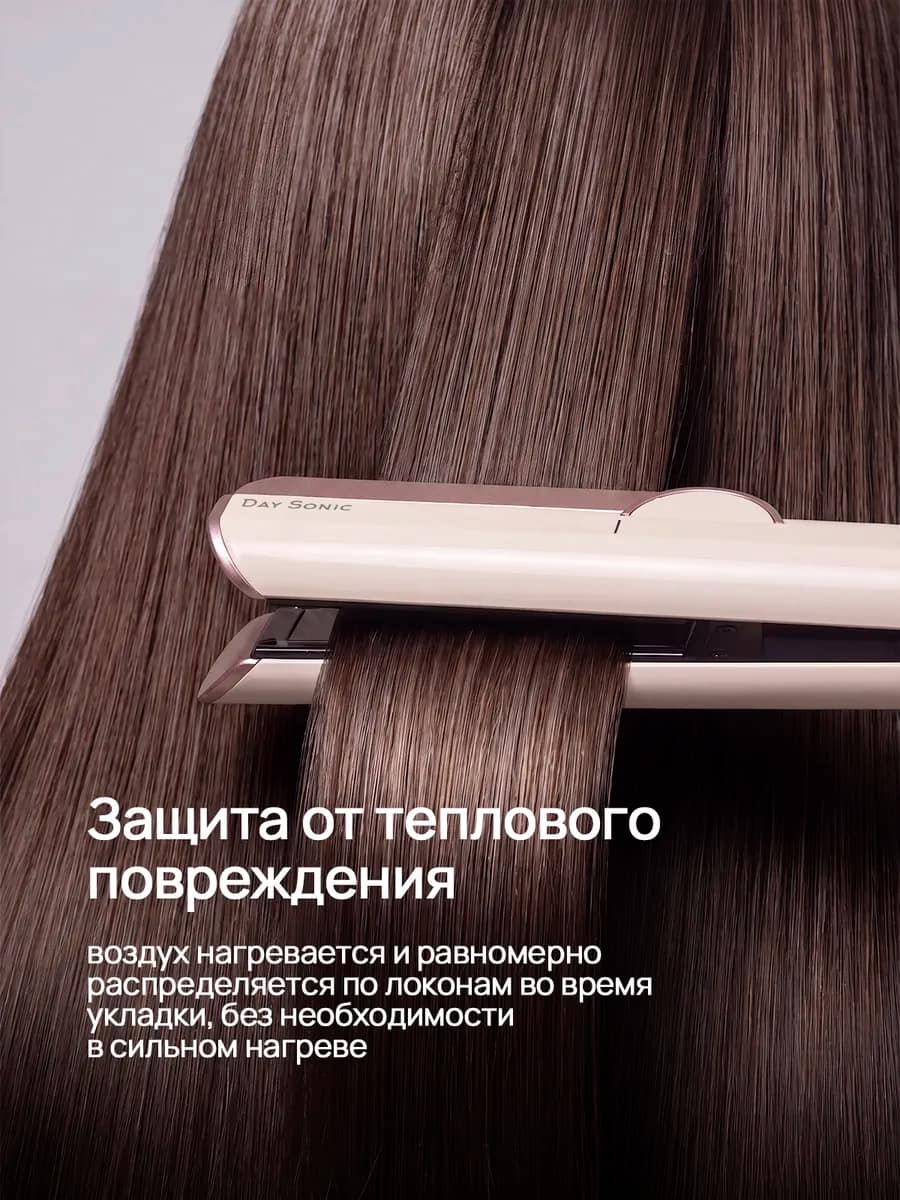 DAY SONIC
Защита от теплового
повреждения
воздух нагревается и равномерно
распределяется по локонам во время
укладки, без необходимости
в сильном нагреве